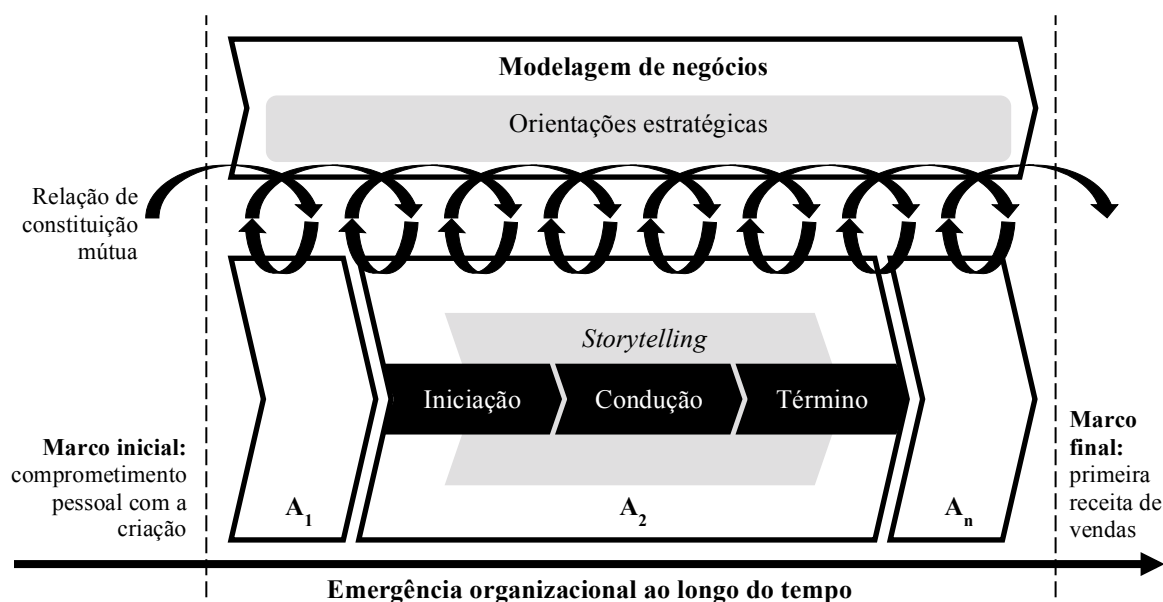 Modelagem de negócios
Orientações estratégicas
Relação de
constituição
mútua
Storytelling
Iniciação
Condução
Término
Marco inicial:
comprometimento
pessoal com a
criação
A1
A2
An
Marco
final:
primeira
receita de
vendas
Emergência organizacional ao longo do tempo